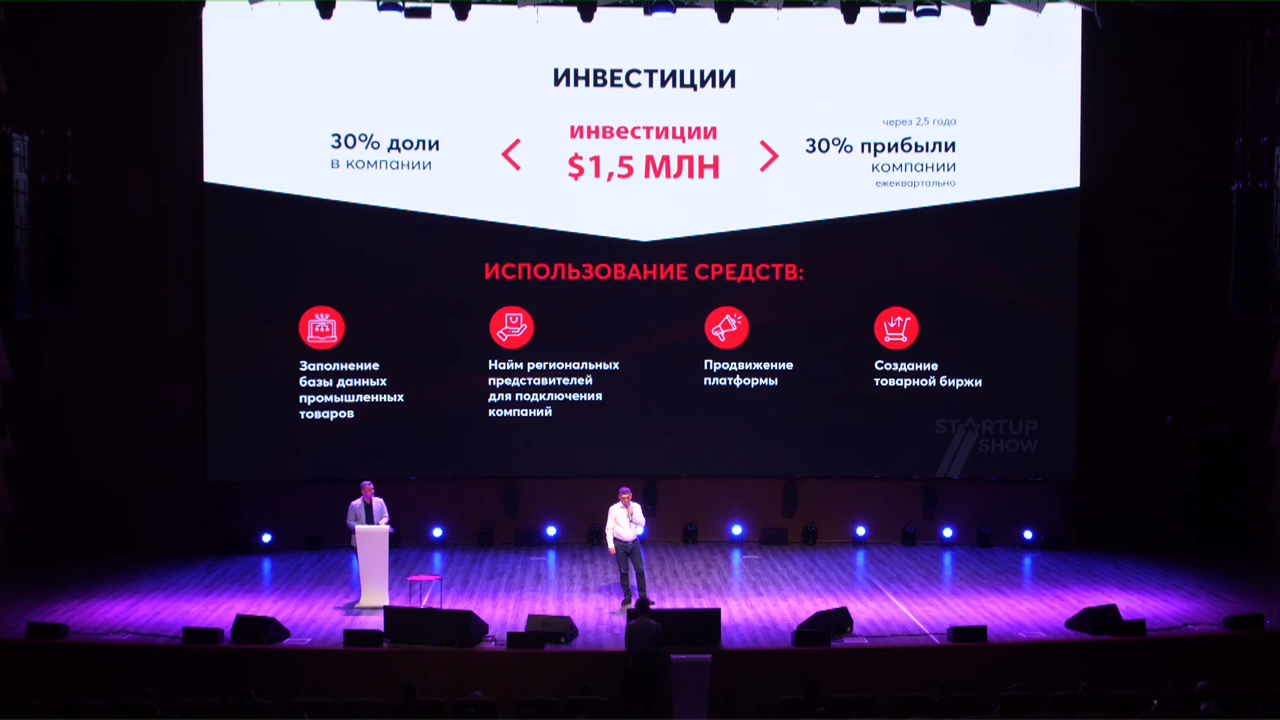 ИНВЕСТИЦИИ
30% доли
в компании
инвестиции
$1,5 МЛН
через 2,5 года
30% прибыли
компании
ежеквартально
ИСПОЛЬЗОВАНИЕ СРЕДСТВ:
Заполнение
базы данных
промышленных
товаров
Найм региональных
представителей
для подключения
компаний
Продвижение
платформы
Создание
товарной биржи
STARTUP
SHOW